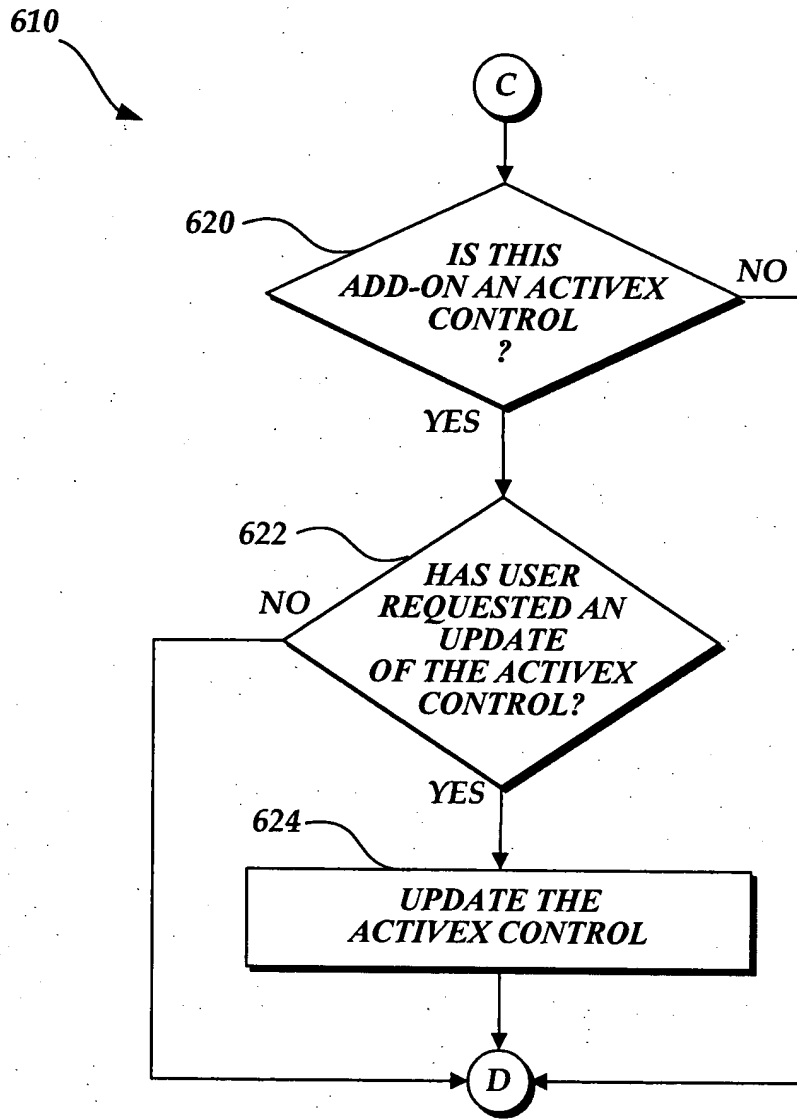 610
C
620
IS THIS
ADD-ON AN ACTIVEX
CONTROL
?
NO
YES
622
HAS USER
REQUESTED AN
UPDATE
OF THE ACTIVEX
CONTROL?
NO
YES
624
UPDATE THE
ACTIVEX CONTROL
D